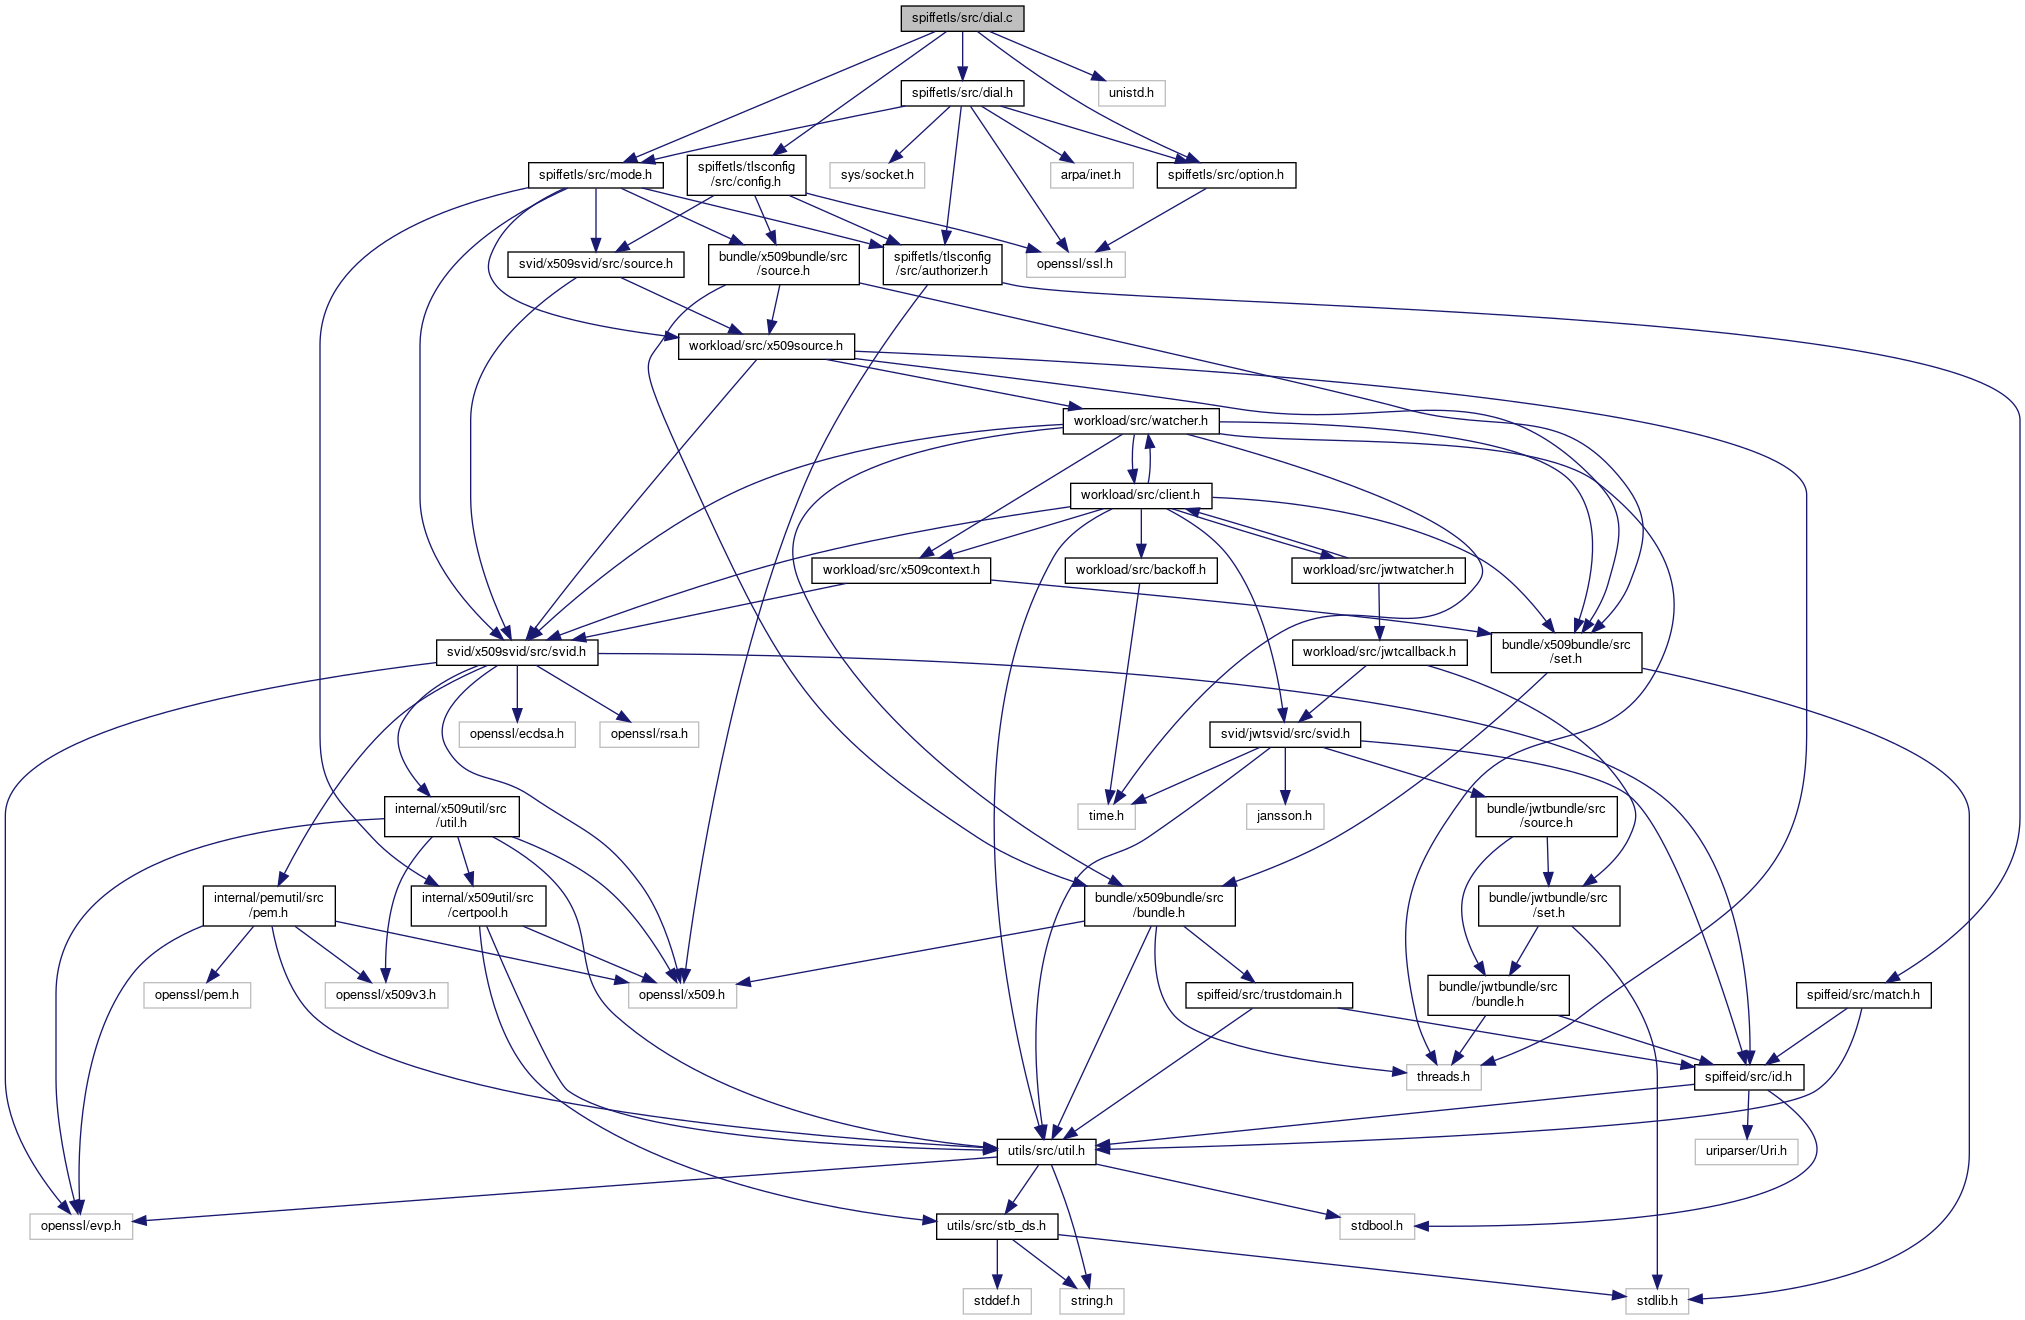 spiffetls/src/dial.c
spiffetls/src/dial.h
unistd.h
spiffetls/src/mode.h
spiffetls/tlsconfig
/src/config.h
sys/socket.h
arpa/inet.h
spiffetls/src/option.h
svid/x509svid/src/source.h
bundle/x509bundle/src
/source.h
spiffetls/tlsconfig
/src/authorizer.h
openssl/ssl.h
workload/src/x509source.h
workload/src/watcher.h
workload/src/client.h
workload/src/x509context.h
workload/src/backoff.h
workload/src/jwtwatcher.h
svid/x509svid/src/svid.h
workload/src/jwtcallback.h
bundle/x509bundle/src
/set.h
openssl/ecdsa.h
openssl/rsa.h
svid/jwtsvid/src/svid.h
internal/x509util/src
/util.h
time.h
jansson.h
bundle/jwtbundle/src
/source.h
internal/pemutil/src
/pem.h
internal/x509util/src
/certpool.h
bundle/x509bundle/src
/bundle.h
bundle/jwtbundle/src
/set.h
openssl/pem.h
openssl/x509v3.h
openssl/x509.h
spiffeid/src/trustdomain.h
bundle/jwtbundle/src
/bundle.h
spiffeid/src/match.h
threads.h
spiffeid/src/id.h
utils/src/util.h
uriparser/Uri.h
openssl/evp.h
utils/src/stb_ds.h
stdbool.h
stddef.h
string.h
stdlib.h